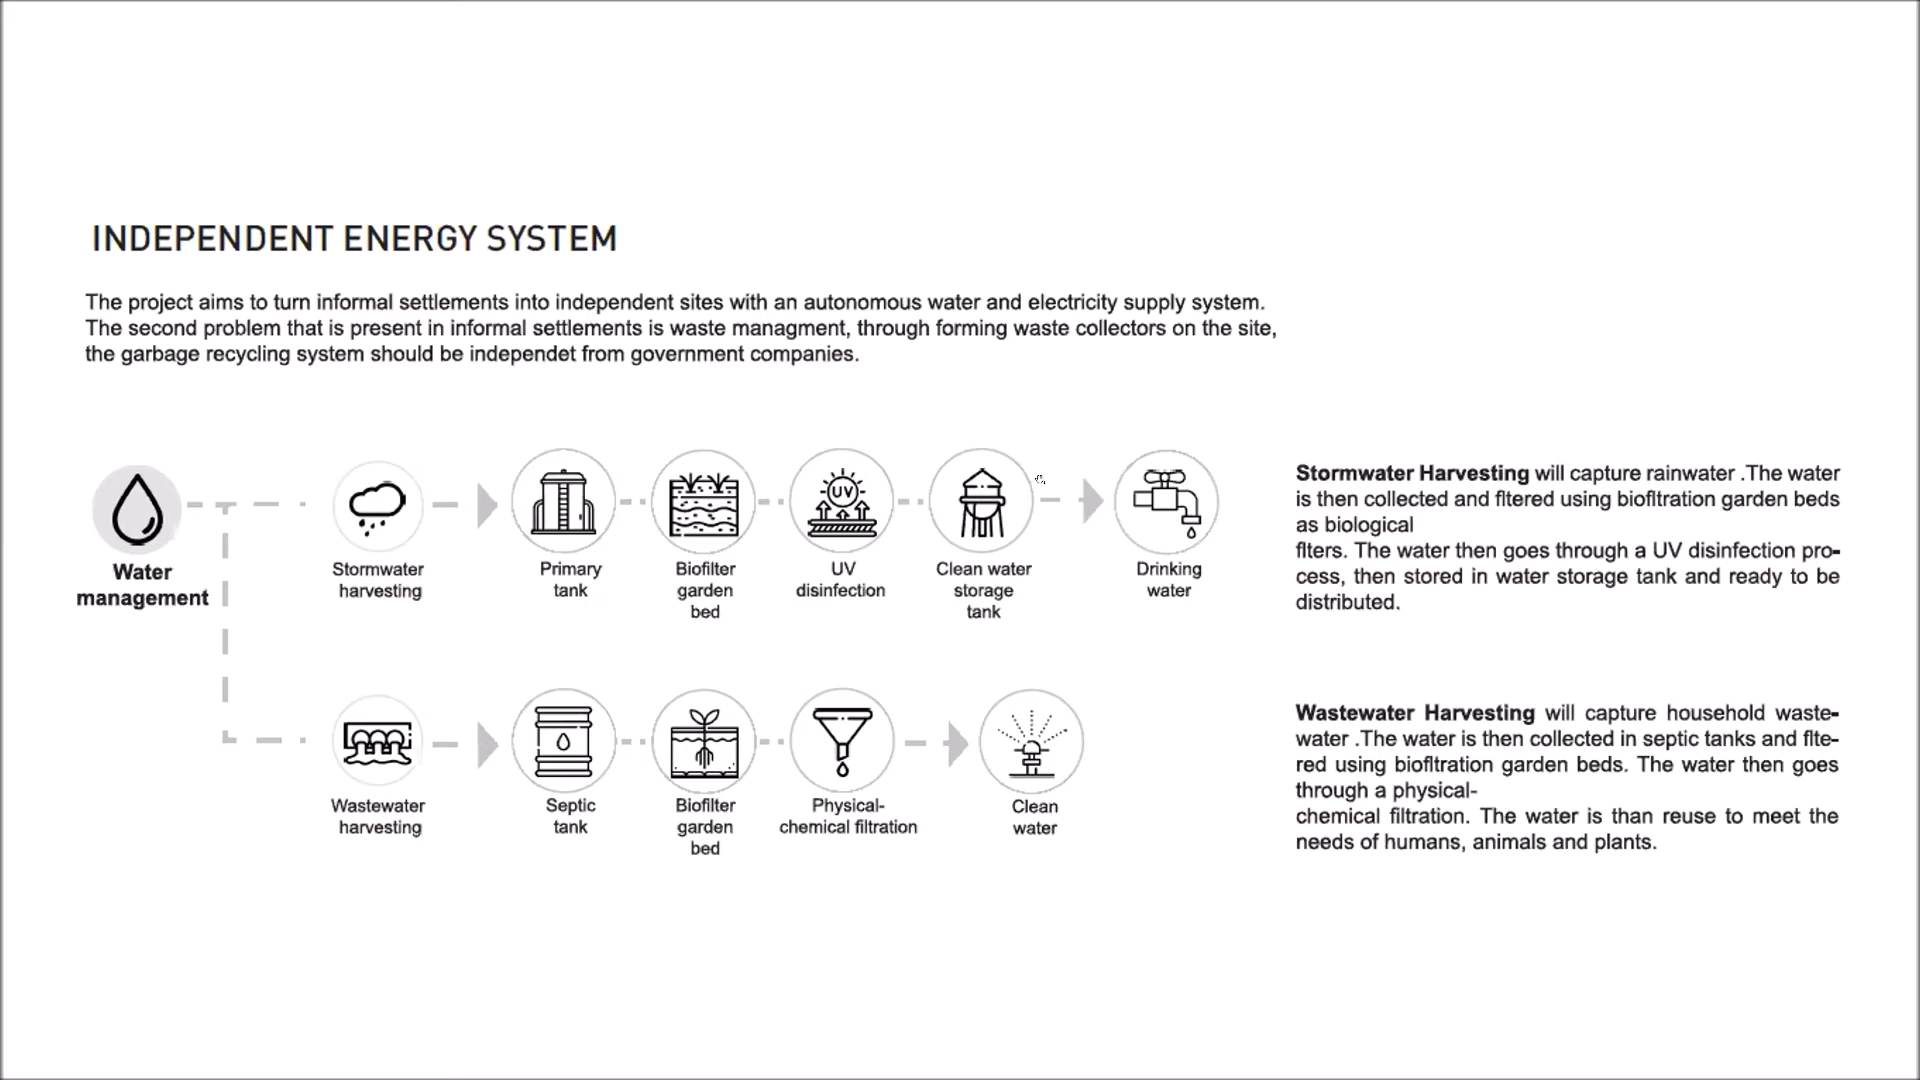 INDEPENDENT ENERGY SYSTEM
The project aims to turn informal settlements into independent sites with an autonomous water and electricity supply system.
The second problem that is present in informal settlements is waste managment, through forming waste collectors on the site,
the garbage recycling system should be independet from government companies.
Water
management
Stormwater
harvesting
Primary
tank
Biofilter
garden
bed
UV
UV
disinfection
Clean water
storage
tank
Drinking
water
Stormwater Harvesting will capture rainwater .The water
is then collected and fltered using biofltration garden beds
as biological
flters. The water then goes through a UV disinfection pro-
cess, then stored in water storage tank and ready to be
distributed.
Wastewater
harvesting
Septic
tank
Biofilter
garden
bed
Physical-
chemical filtration
Clean
water
Wastewater Harvesting will capture household waste-
water .The water is then collected in septic tanks and flte-
red using biofltration garden beds. The water then goes
through a physical-
chemical filtration. The water is than reuse to meet the
needs of humans, animals and plants.